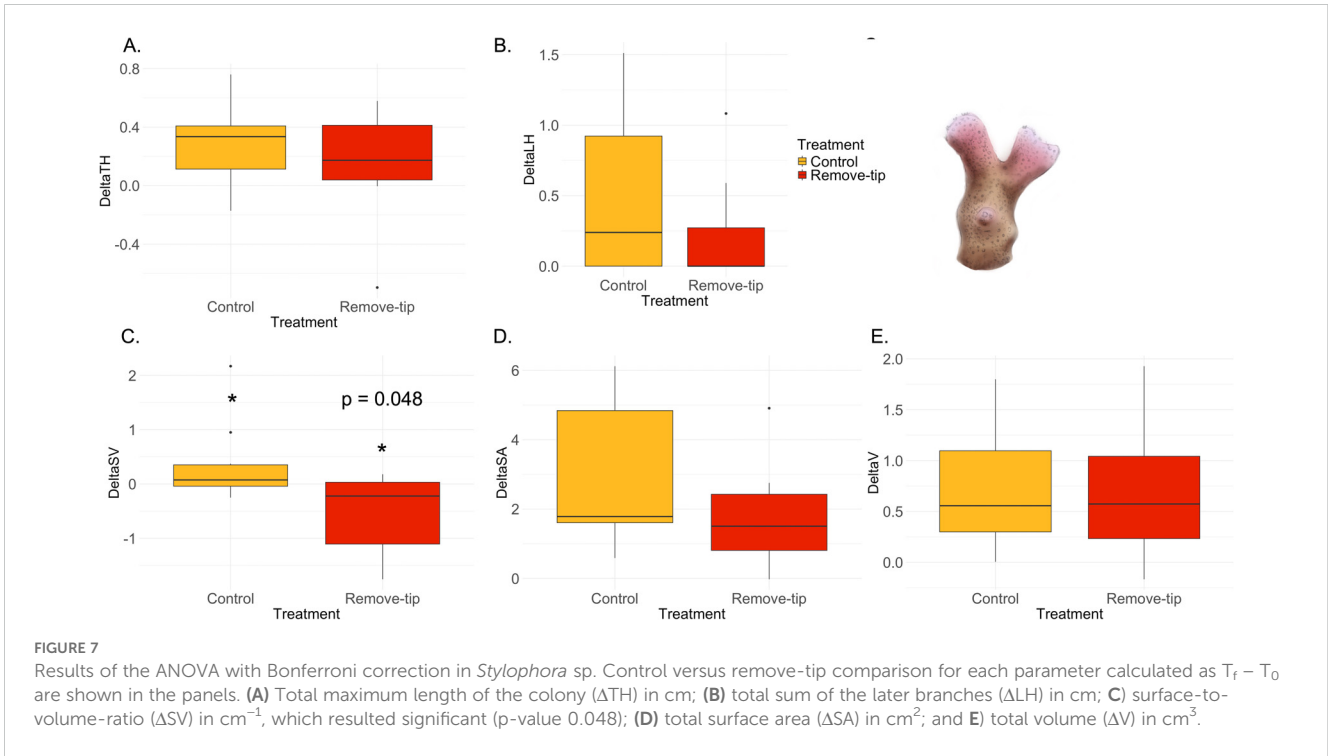 A.
DeltaTH
0.8
0.4
0.0
-0.4
Control Remove-tip
Treatment
B.
DeltaLH
1.5
1.0
0.5
0.0
Control Remove-tip
Treatment
Treatment
Control
Remove-tip
C.
DeltaSV
2
1
0
-1
* p = 0.048
*
Control Remove-tip
Treatment
D.
DeltaSA
6
4
2
0
Control Remove-tip
Treatment
E.
DeltaV
2.0
1.5
1.0
0.5
0.0
Control Remove-tip
Treatment
FIGURE 7
Results of the ANOVA with Bonferroni correction in Stylophora sp. Control versus remove-tip comparison for each parameter calculated as Tf – T0
are shown in the panels. (A) Total maximum length of the colony (ΔTH) in cm; (B) total sum of the later branches (ΔLH) in cm; C) surface-to-
volume-ratio (ΔSV) in cm−1, which resulted significant (p-value 0.048); (D) total surface area (ΔSA) in cm2; and E) total volume (ΔV) in cm3.